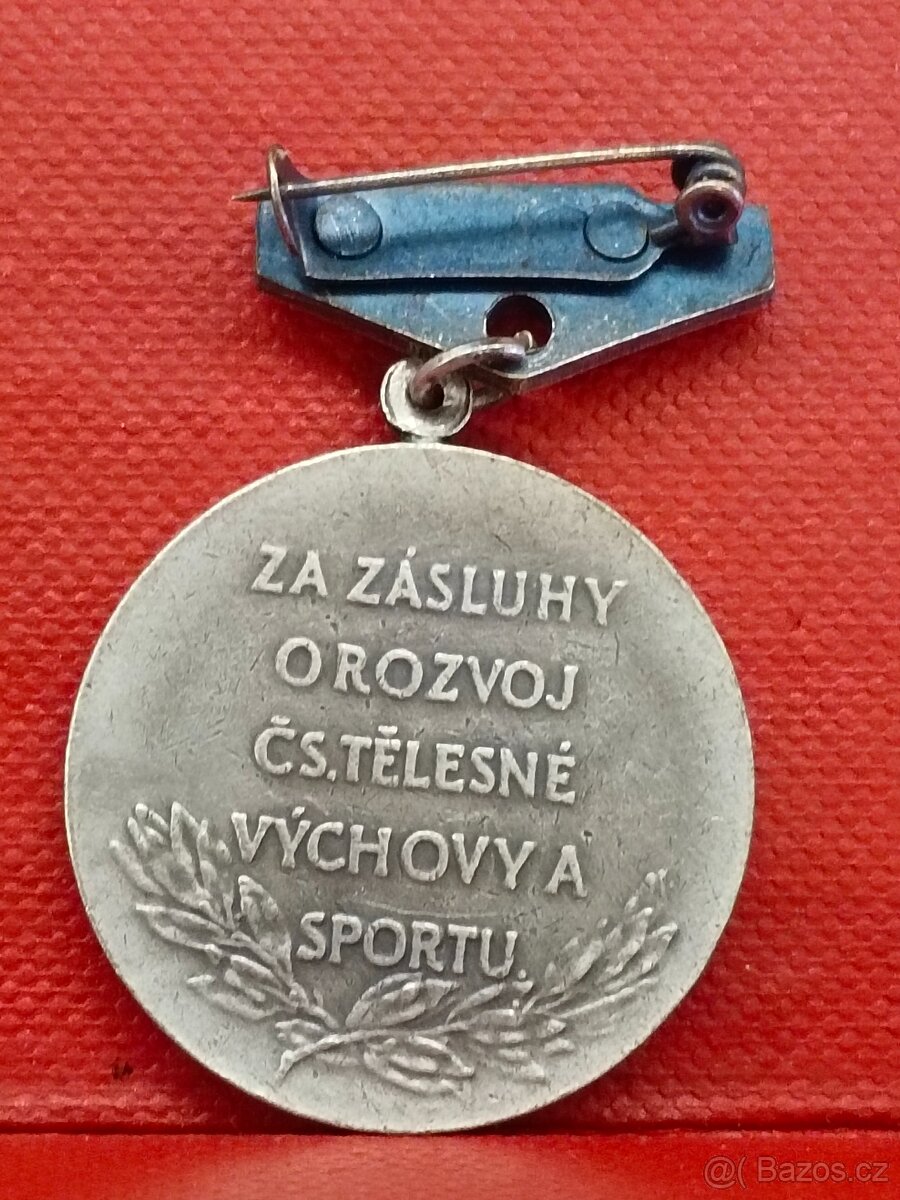 ZA ZÁSLUHY
O ROZVOJ
ČS. TĚLESNÉ
VÝCHOVY A
SPORTU.
@( Bazos.cz